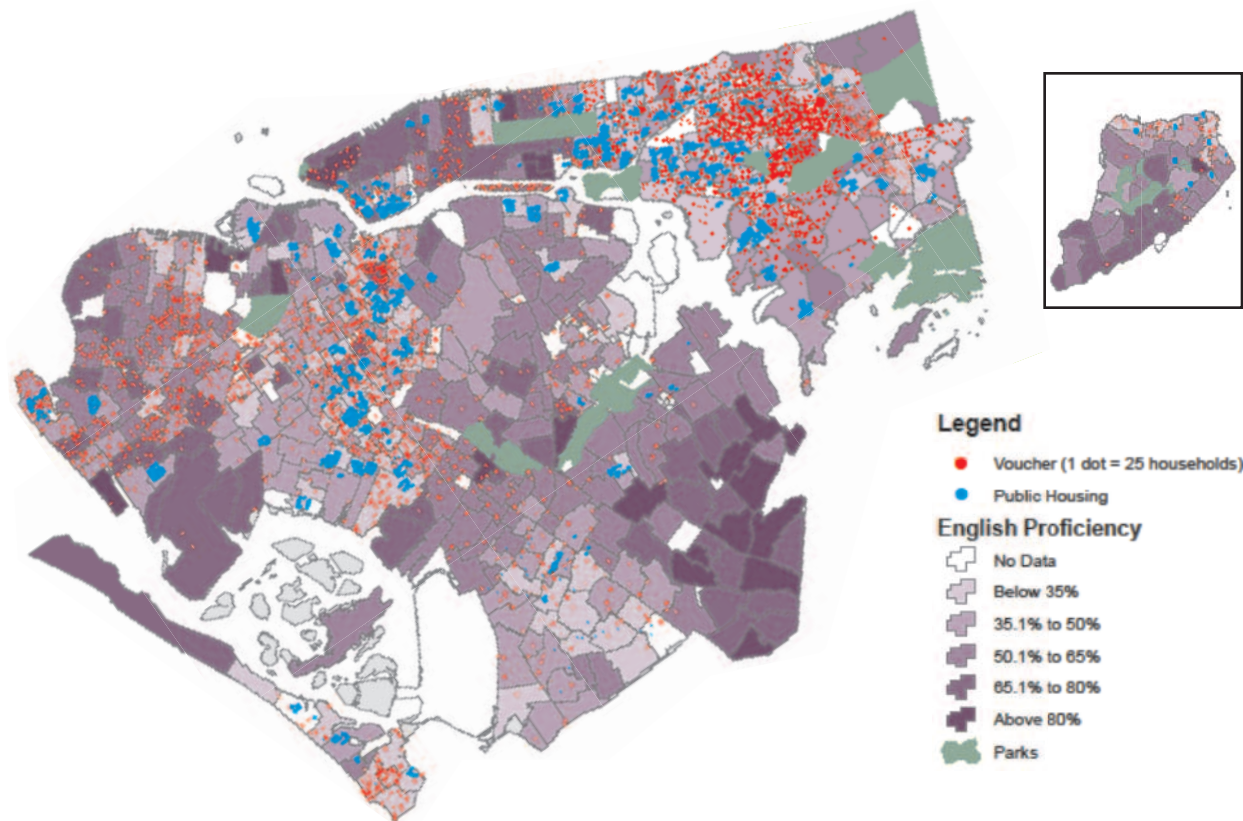 Legend
Voucher (1 dot = 25 households)
Public Housing
English Proficiency
No Data
Below 35%
35.1% to 50%
50.1% to 65%
65.1% to 80%
Above 80%
Parks